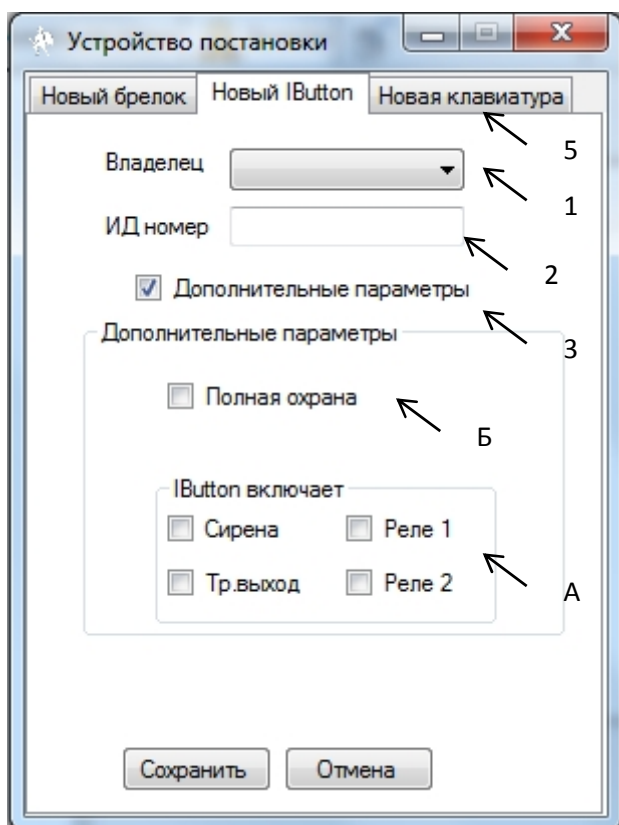 Устройство постановки
Новый брелок Новый IButton Новая клавиатура
5
Владелец
1
ИД номер
2
Дополнительные параметры
3
Дополнительные параметры
Полная охрана
Б
IButton включает
Сирена Реле 1
А
Тр.выход Реле 2
Сохранить Отмена